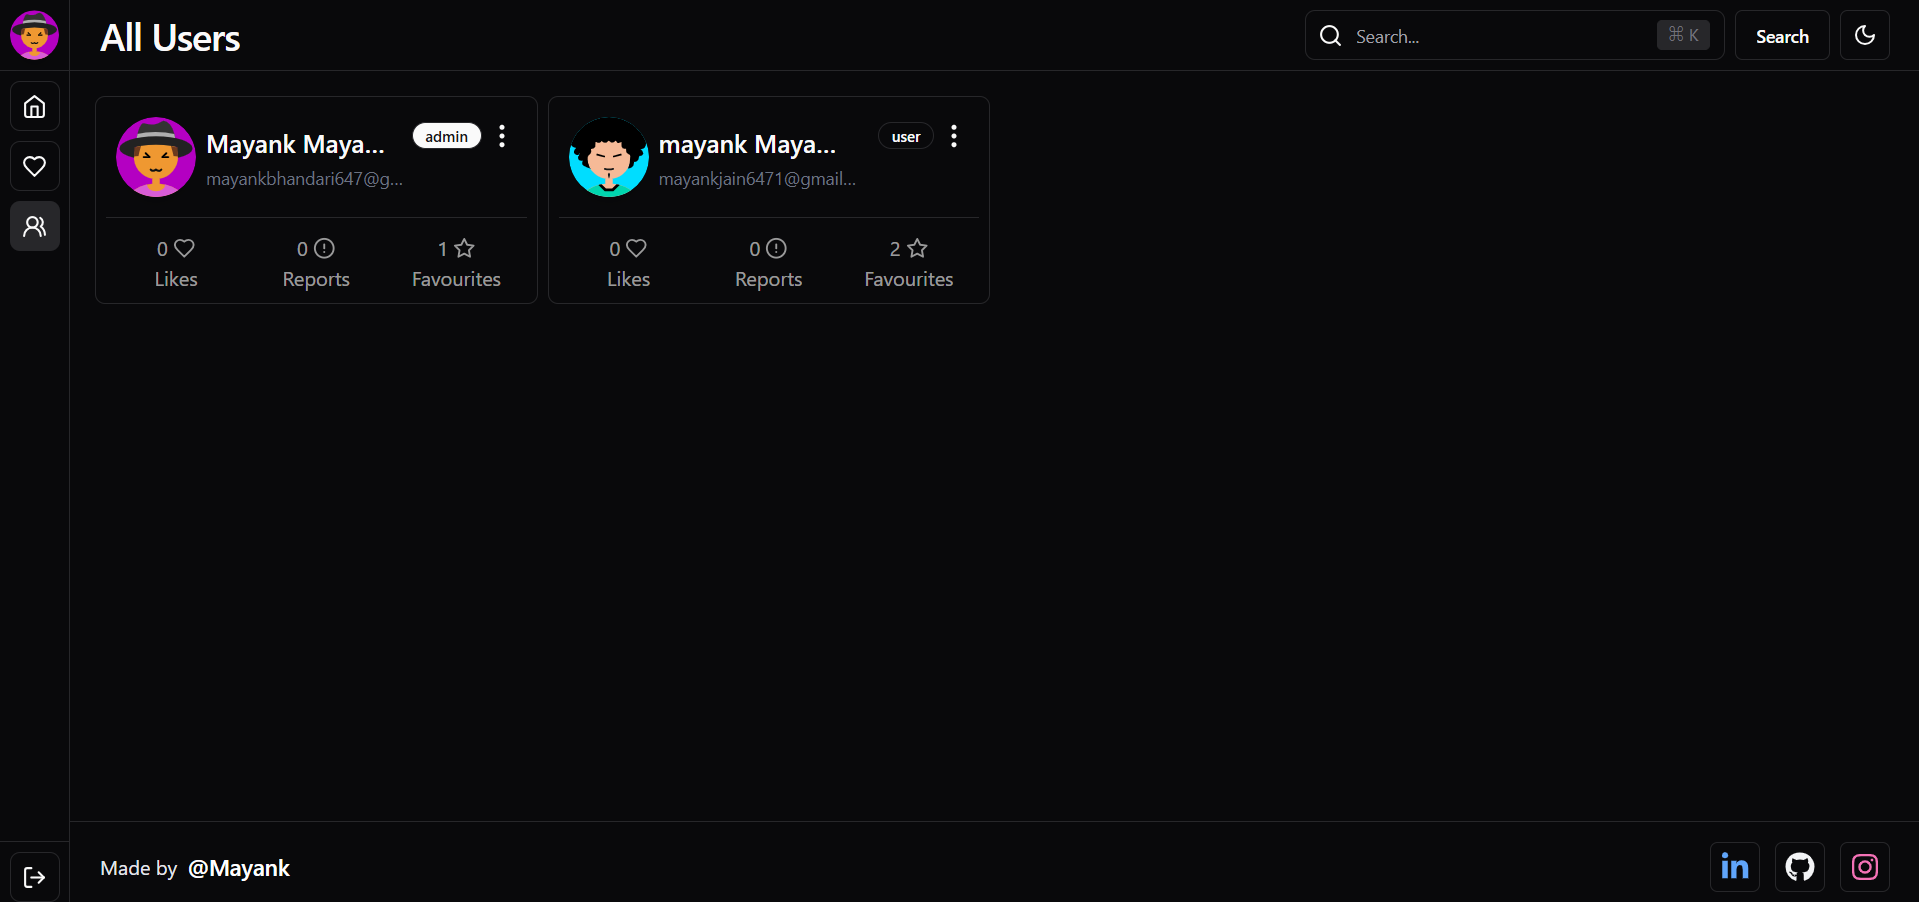 All Users
Search...
⌘ K
Search
Mayank Maya...
admin
mayankbhandari647@g...
0
Likes
0
Reports
1
Favourites
mayank Maya...
user
mayankjain6471@gmail...
0
Likes
0
Reports
2
Favourites
Made by @Mayank
in